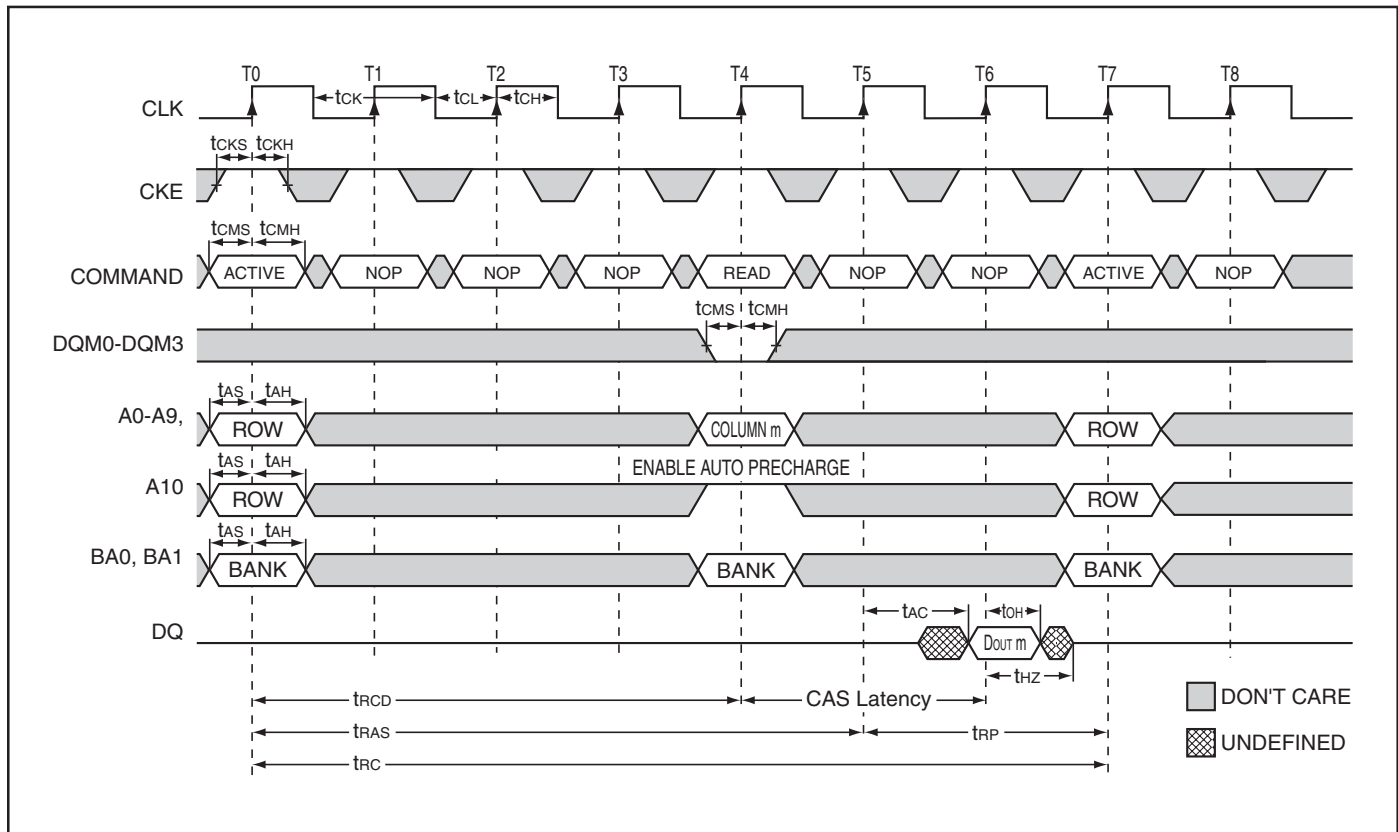 T0 T1 T2 T3 T4 T5 T6 T7 T8
CLK tCK tCL tCH
tCKS tCKH
CKE
tCMS tCMH
COMMAND ACTIVE NOP NOP NOP READ NOP NOP ACTIVE NOP
tCMS tCMH
DQM0-DQM3
tAS tAH
A0-A9, ROW COLUMN m ROW
tAS tAH ENABLE AUTO PRECHARGE
A10 ROW ROW
tAS tAH
BA0, BA1 BANK BANK BANK
tAC tOH
DQ DOUT m
tHZ
tRCD CAS Latency DON'T CARE
tRAS tRP UNDEFINED
tRC